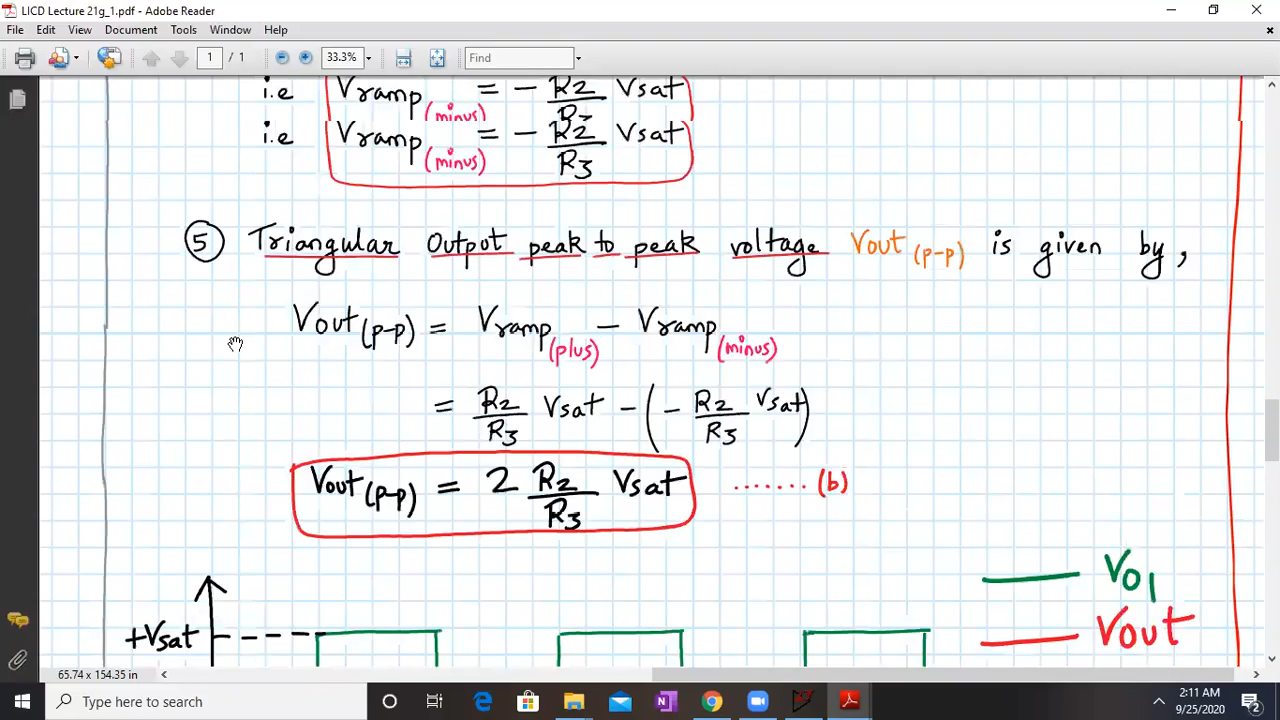 LICD Lecture 21g_1.pdf - Adobe Reader
File Edit View Document Tools Window Help
1 / 1 33.3% Find
i.e Vramp(minus) = - R2/R3 Vsat
i.e Vramp(minus) = - R2/R3 Vsat
5 Triangular Output peak to peak voltage Vout(p-p) is given by,
Vout(p-p) = Vramp(plus) - Vramp(minus)
= R2/R3 Vsat - (- R2/R3 Vsat)
Vout(p-p) = 2 R2/R3 Vsat ....... (b)
Vo1
+Vsat
Vout
65.74 x 154.35 in
Type here to search
2:11 AM
9/25/2020
2